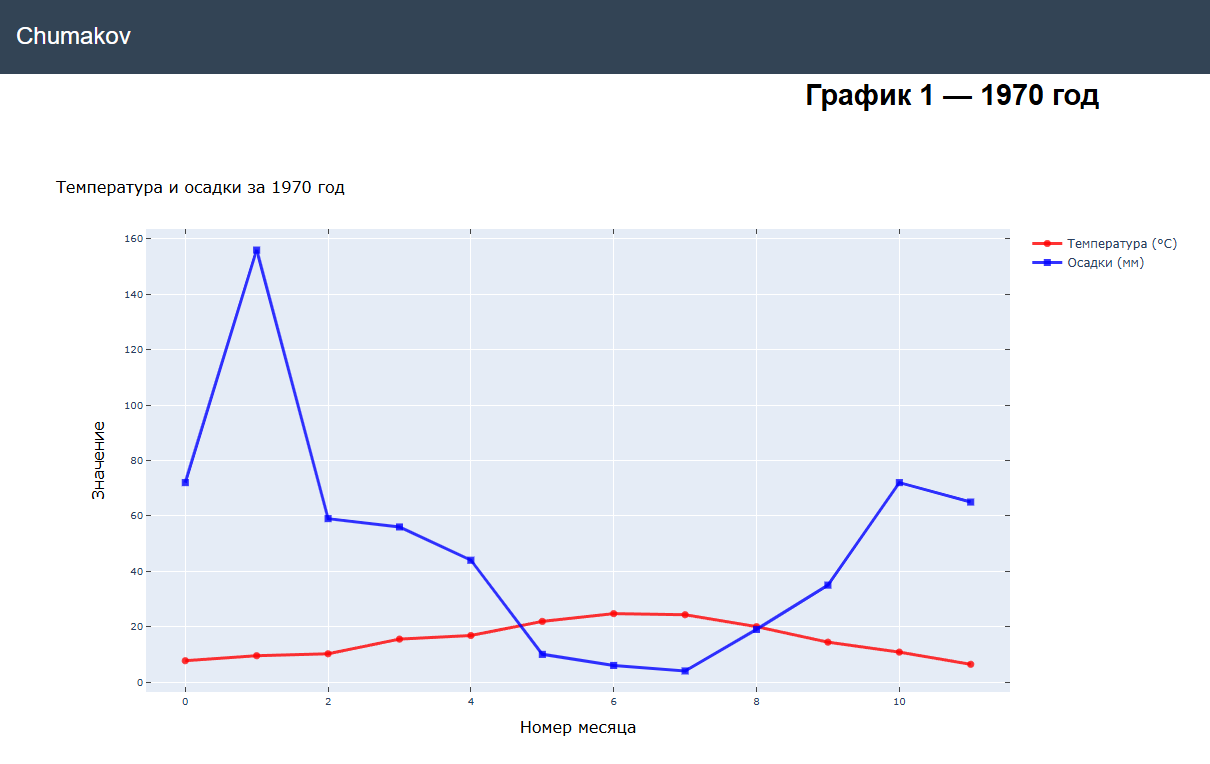 Chumakov
График 1 — 1970 год
Температура и осадки за 1970 год
Температура (°C)
Осадки (мм)
160
140
120
100
80
60
40
20
0
Значение
0 2 4 6 8 10
Номер месяца